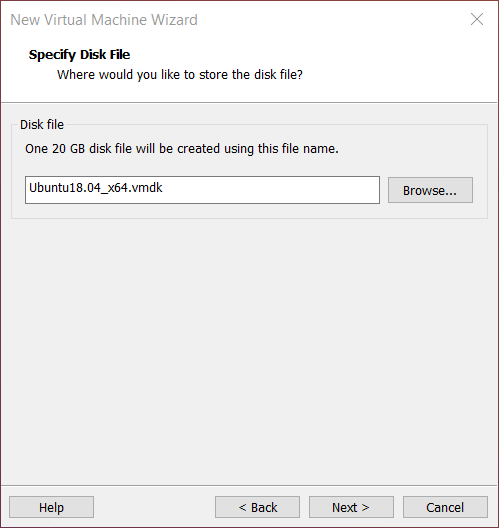 New Virtual Machine Wizard
Specify Disk File
Where would you like to store the disk file?
Disk file
One 20 GB disk file will be created using this file name.
Ubuntu18.04_x64.vmdk
Browse...
Help
< Back
Next >
Cancel